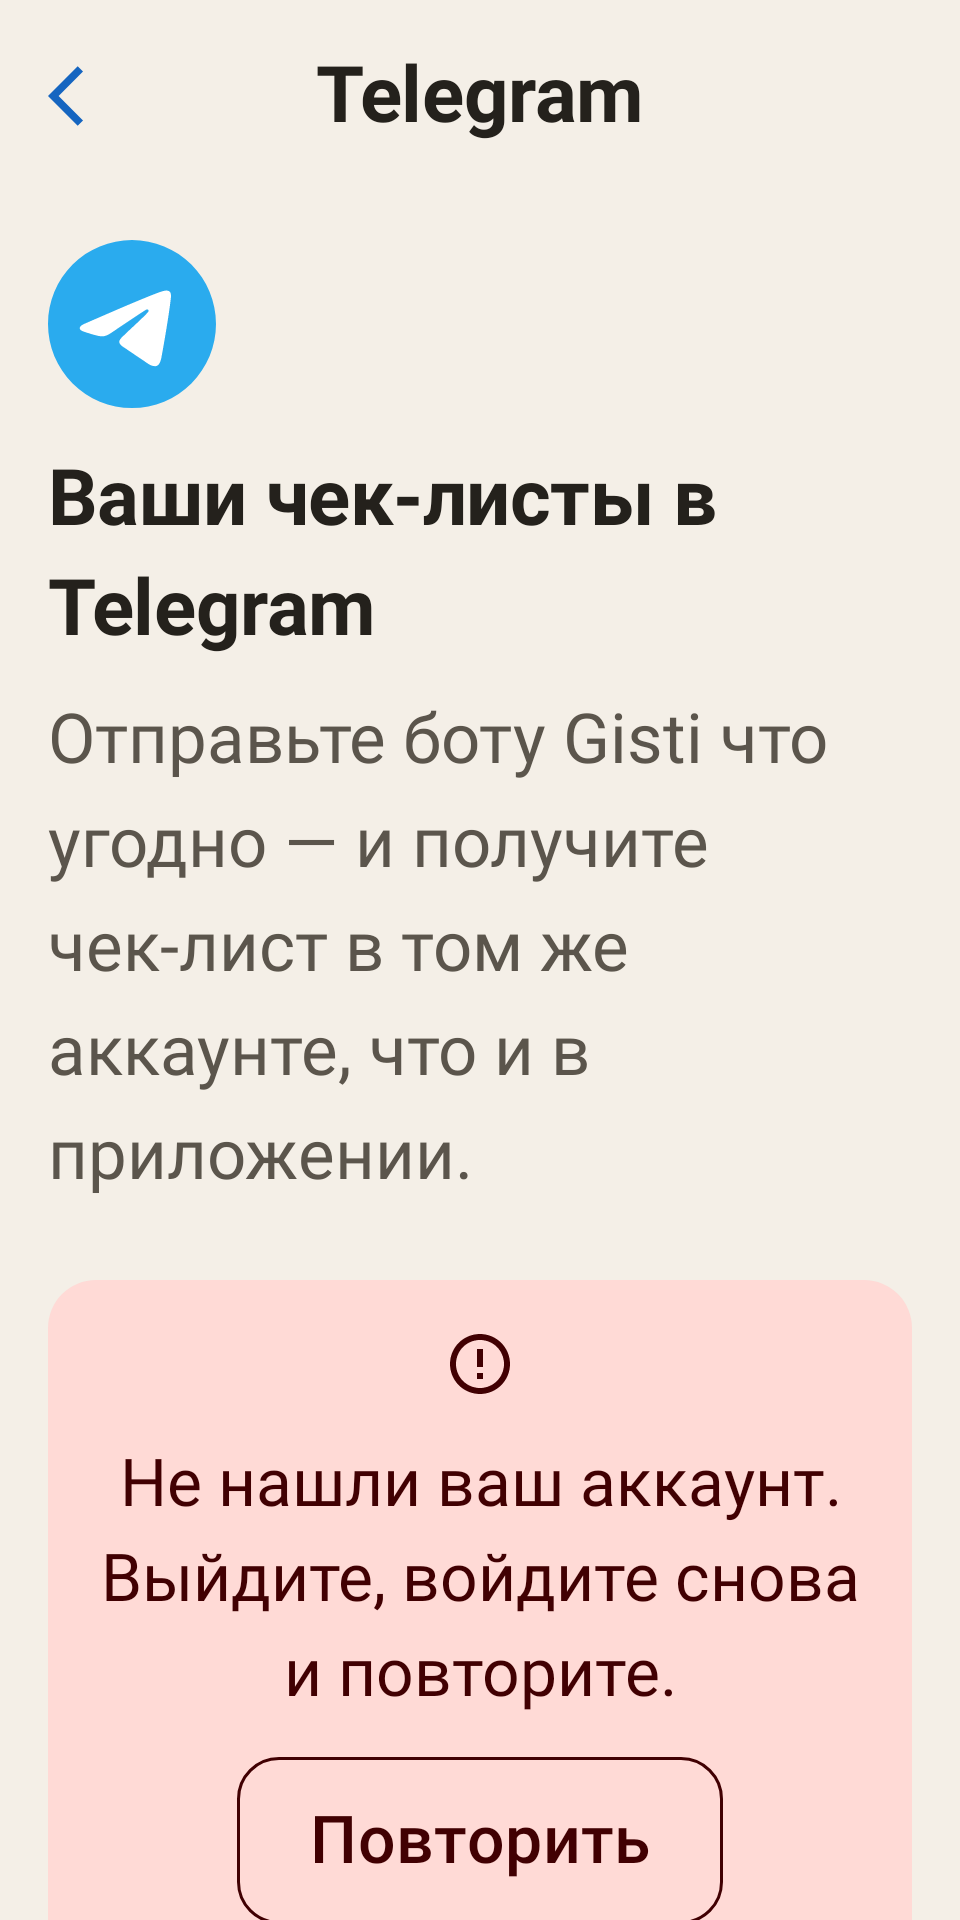 Telegram
Ваши чек-листы в
Telegram
Отправьте боту Gisti что
угодно — и получите
чек-лист в том же
аккаунте, что и в
приложении.
Не нашли ваш аккаунт.
Выйдите, войдите снова
и повторите.
Повторить